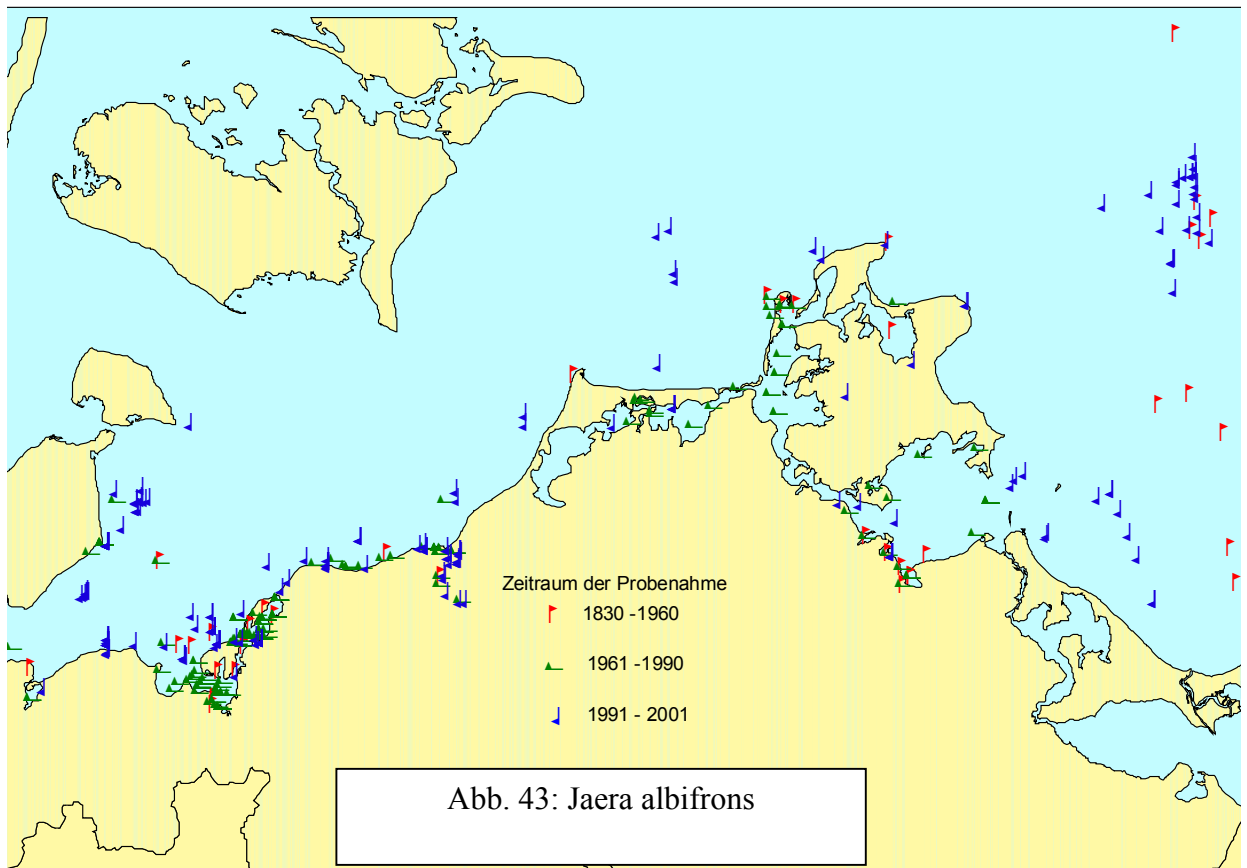 Zeitraum der Probenahme
1830 -1960
1961 -1990
1991 - 2001
Abb. 43: Jaera albifrons